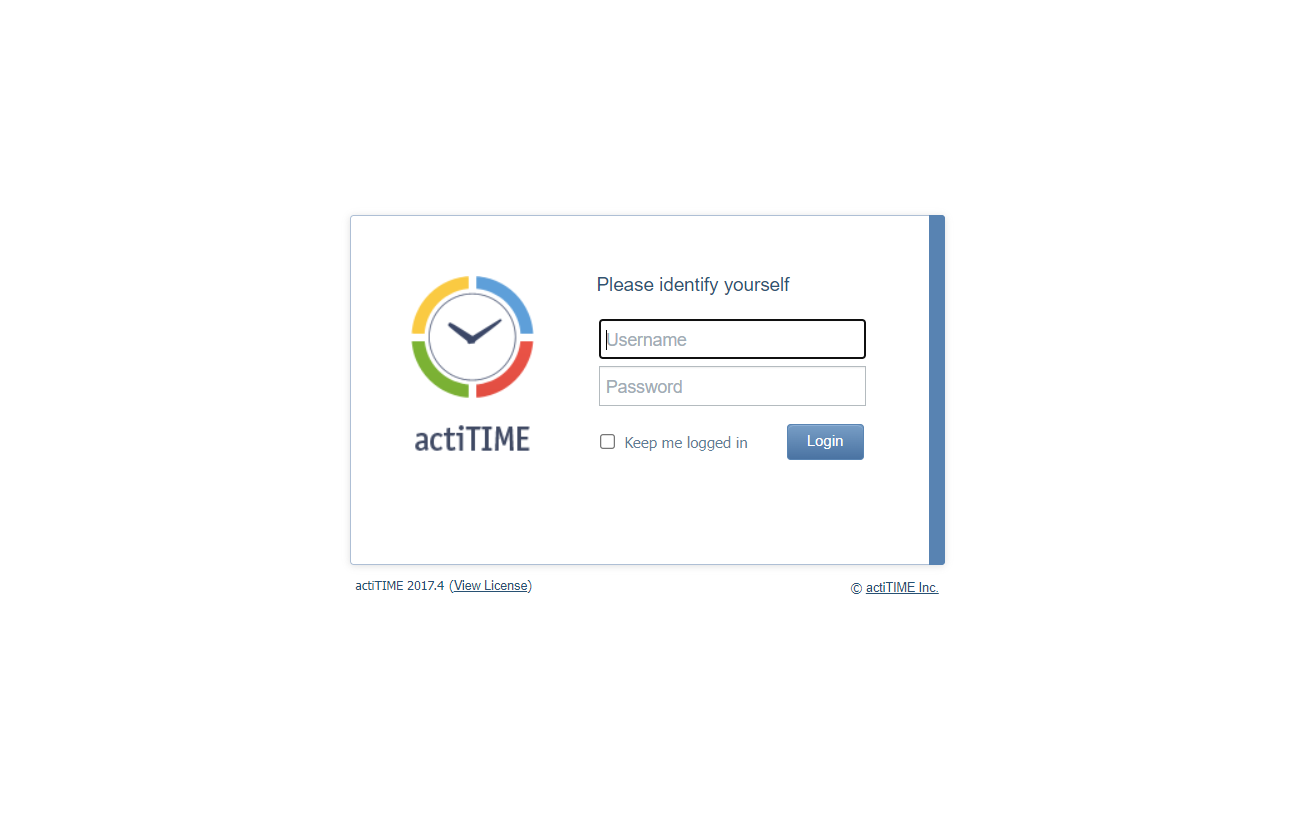 Please identify yourself
Username
Password
Keep me logged in
Login
actiTIME
actiTIME 2017.4 (View License)
© actiTIME Inc.